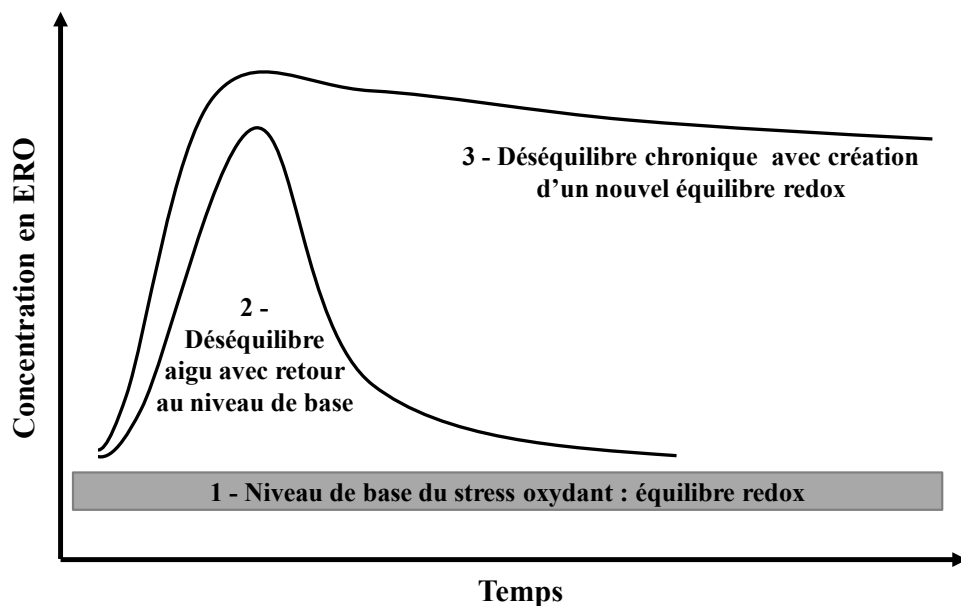 Concentration en ERO
3 - Déséquilibre chronique avec création
d’un nouvel équilibre redox
2 -
Déséquilibre
aigu avec retour
au niveau de base
1 - Niveau de base du stress oxydant : équilibre redox
Temps